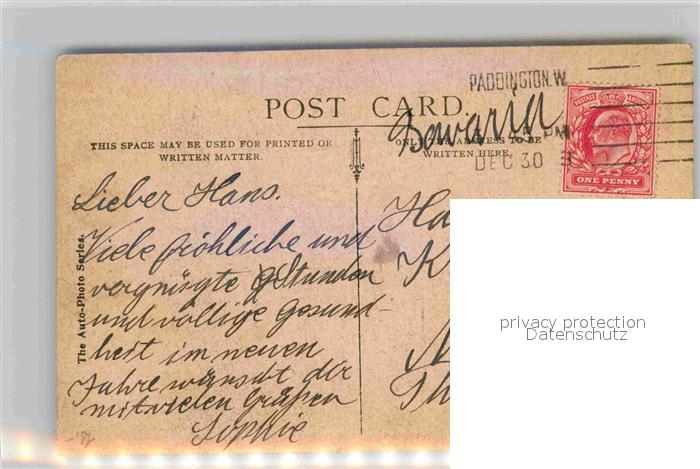 PADDINGTON. W.
POST CARD.
Bavaria
PM
DEC 30
POSTAGE
ONE PENNY
THIS SPACE MAY BE USED FOR PRINTED OR
WRITTEN MATTER.
ONLY THE ADDRESS TO BE
WRITTEN HERE.
The Auto-Photo Series.
Lieber Hans.
Viele fröhliche und
vergnügte Stunden
und völlige Gesund-
heit im neuen
Jahre wünscht dir
mit vielen Grüßen
Sophie
privacy protection
Datenschutz